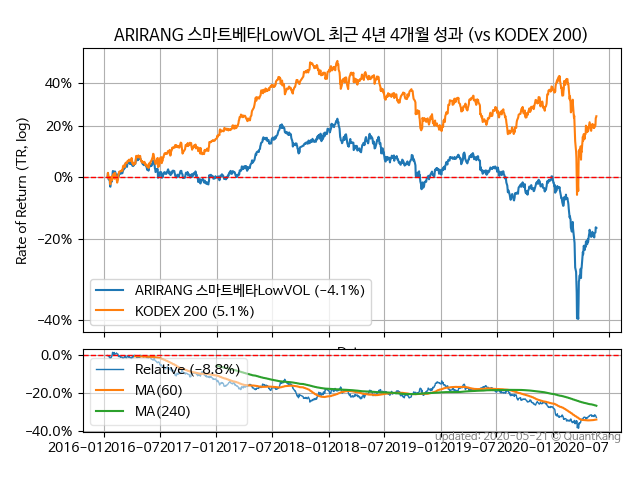 ARIRANG 스마트베타LowVOL 최근 4년 4개월 성과 (vs KODEX 200)
Rate of Return (TR, log)
40%
20%
0%
−20%
−40%
ARIRANG 스마트베타LowVOL (−4.1%)
KODEX 200 (5.1%)
0.0%
−20.0%
−40.0%
Relative (−8.8%)
MA(60)
MA(240)
updated: 2020-05-21 © QuantKang
2016-01 2016-07 2017-01 2017-07 2018-01 2018-07 2019-01 2019-07 2020-01 2020-07